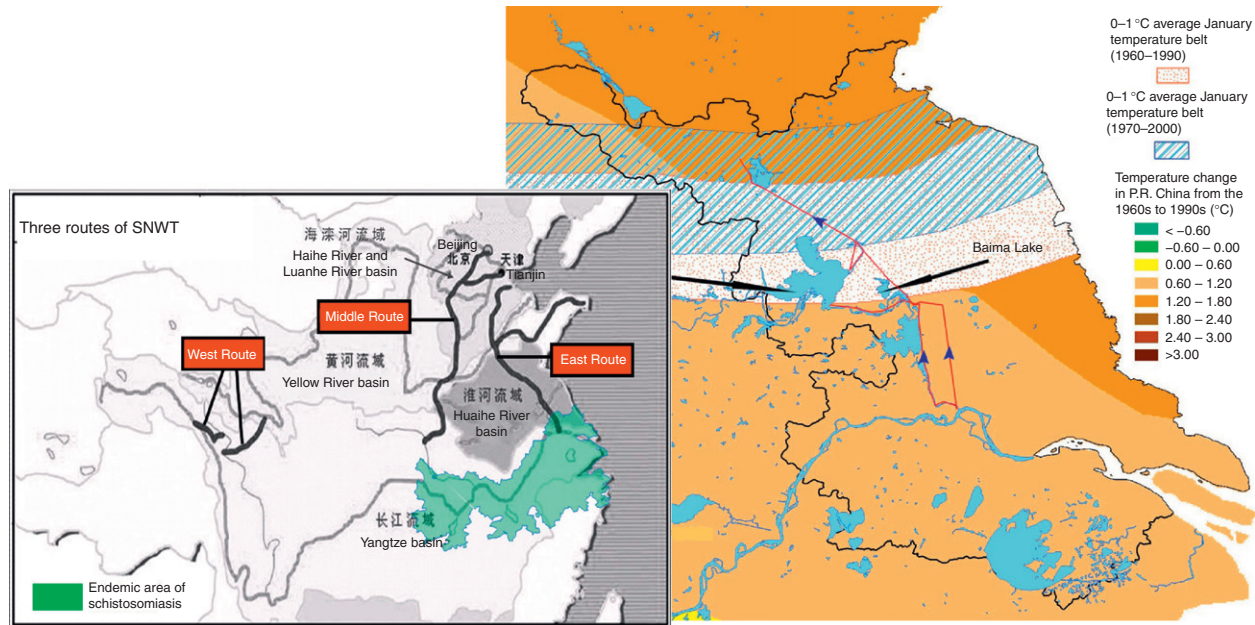 Three routes of SNWT
海滦河流域
Haihe River and
Luanhe River basin
Beijing
北京
天津
Tianjin
Middle Route
West Route
East Route
黄河流域
Yellow River basin
淮河流域
Huaihe River
basin
长江流域
Yangtze basin
Endemic area of
schistosomiasis
Baima Lake
0–1 °C average January
temperature belt
(1960–1990)
0–1 °C average January
temperature belt
(1970–2000)
Temperature change
in P.R. China from the
1960s to 1990s (°C)
< –0.60
–0.60 – 0.00
0.00 – 0.60
0.60 – 1.20
1.20 – 1.80
1.80 – 2.40
2.40 – 3.00
>3.00